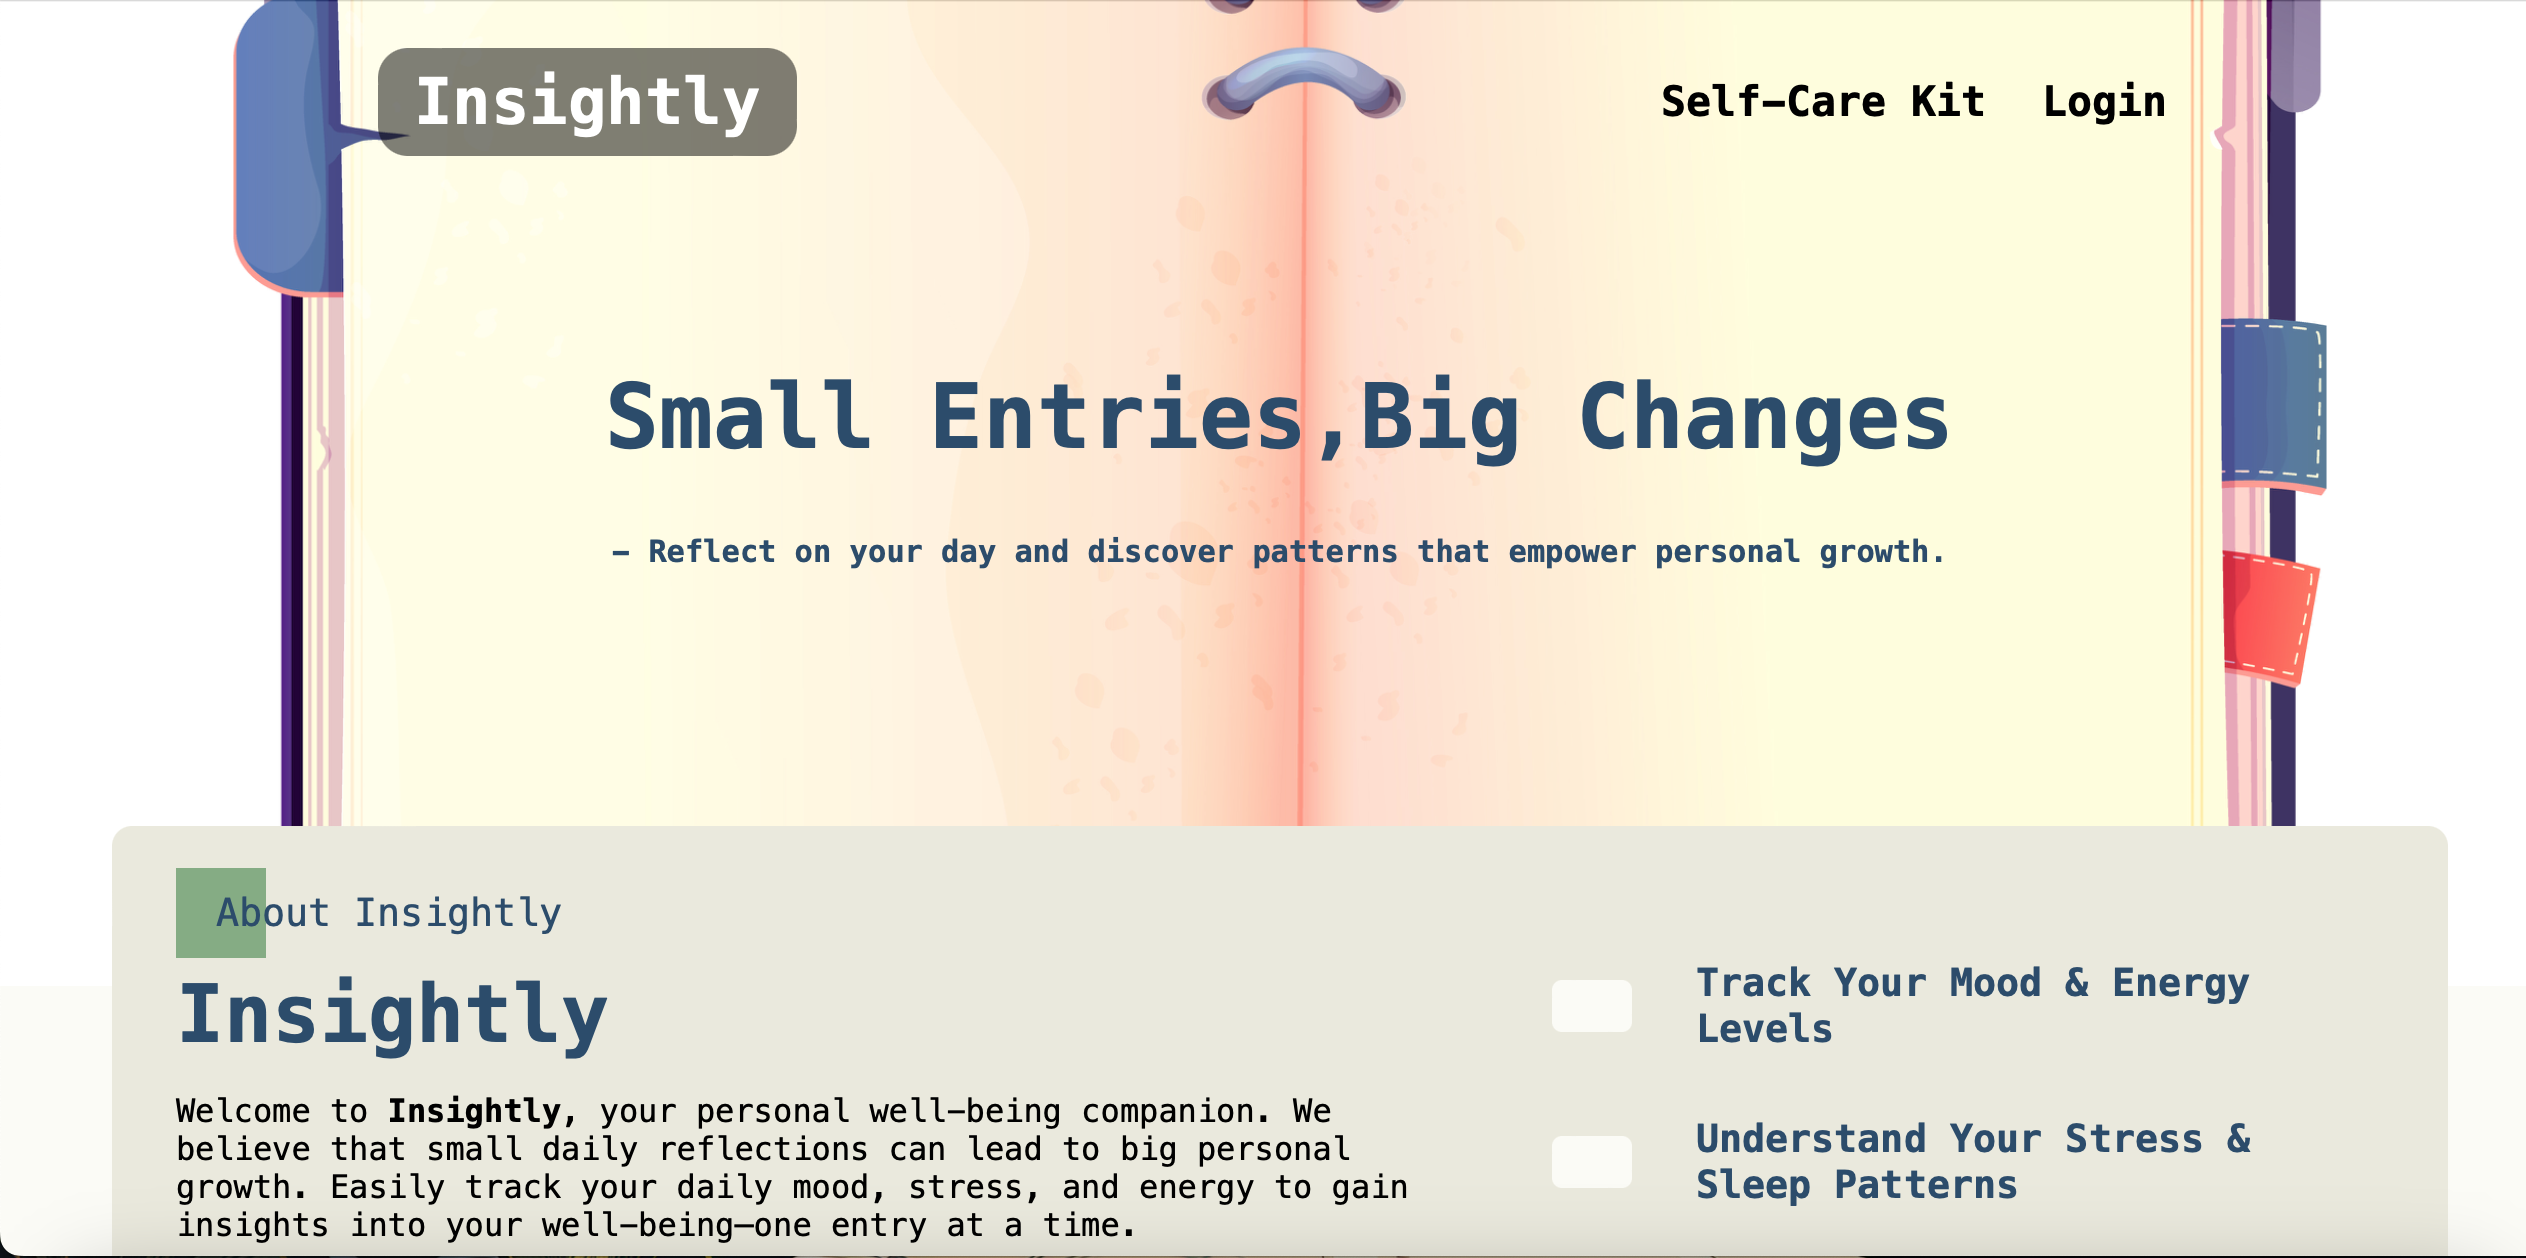 Insightly
Self-Care Kit
Login
Small Entries,Big Changes
- Reflect on your day and discover patterns that empower personal growth.
About Insightly
Insightly
Welcome to Insightly, your personal well-being companion. We
believe that small daily reflections can lead to big personal
growth. Easily track your daily mood, stress, and energy to gain
insights into your well-being—one entry at a time.
Track Your Mood & Energy
Levels
Understand Your Stress &
Sleep Patterns